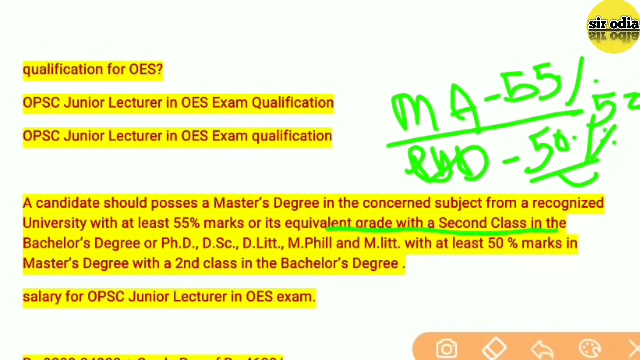 sir odia
qualification for OES?
MA-55%
52
OPSC Junior Lecturer in OES Exam Qualification
OPSC Junior Lecturer in OES Exam qualification
PHD - 50%
A candidate should posses a Master's Degree in the concerned subject from a recognized
University with at least 55% marks or its equivalent grade with a Second Class in the
Bachelor's Degree or Ph.D., D.Sc., D.Litt., M.Phill and M.litt. with at least 50 % marks in
Master's Degree with a 2nd class in the Bachelor's Degree .
salary for OPSC Junior Lecturer in OES exam.